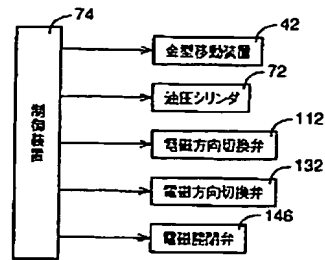 74
制御装置
42
金型移動装置
72
油圧シリンダ
112
電磁方向切換弁
132
電磁方向切換弁
146
電磁開閉弁